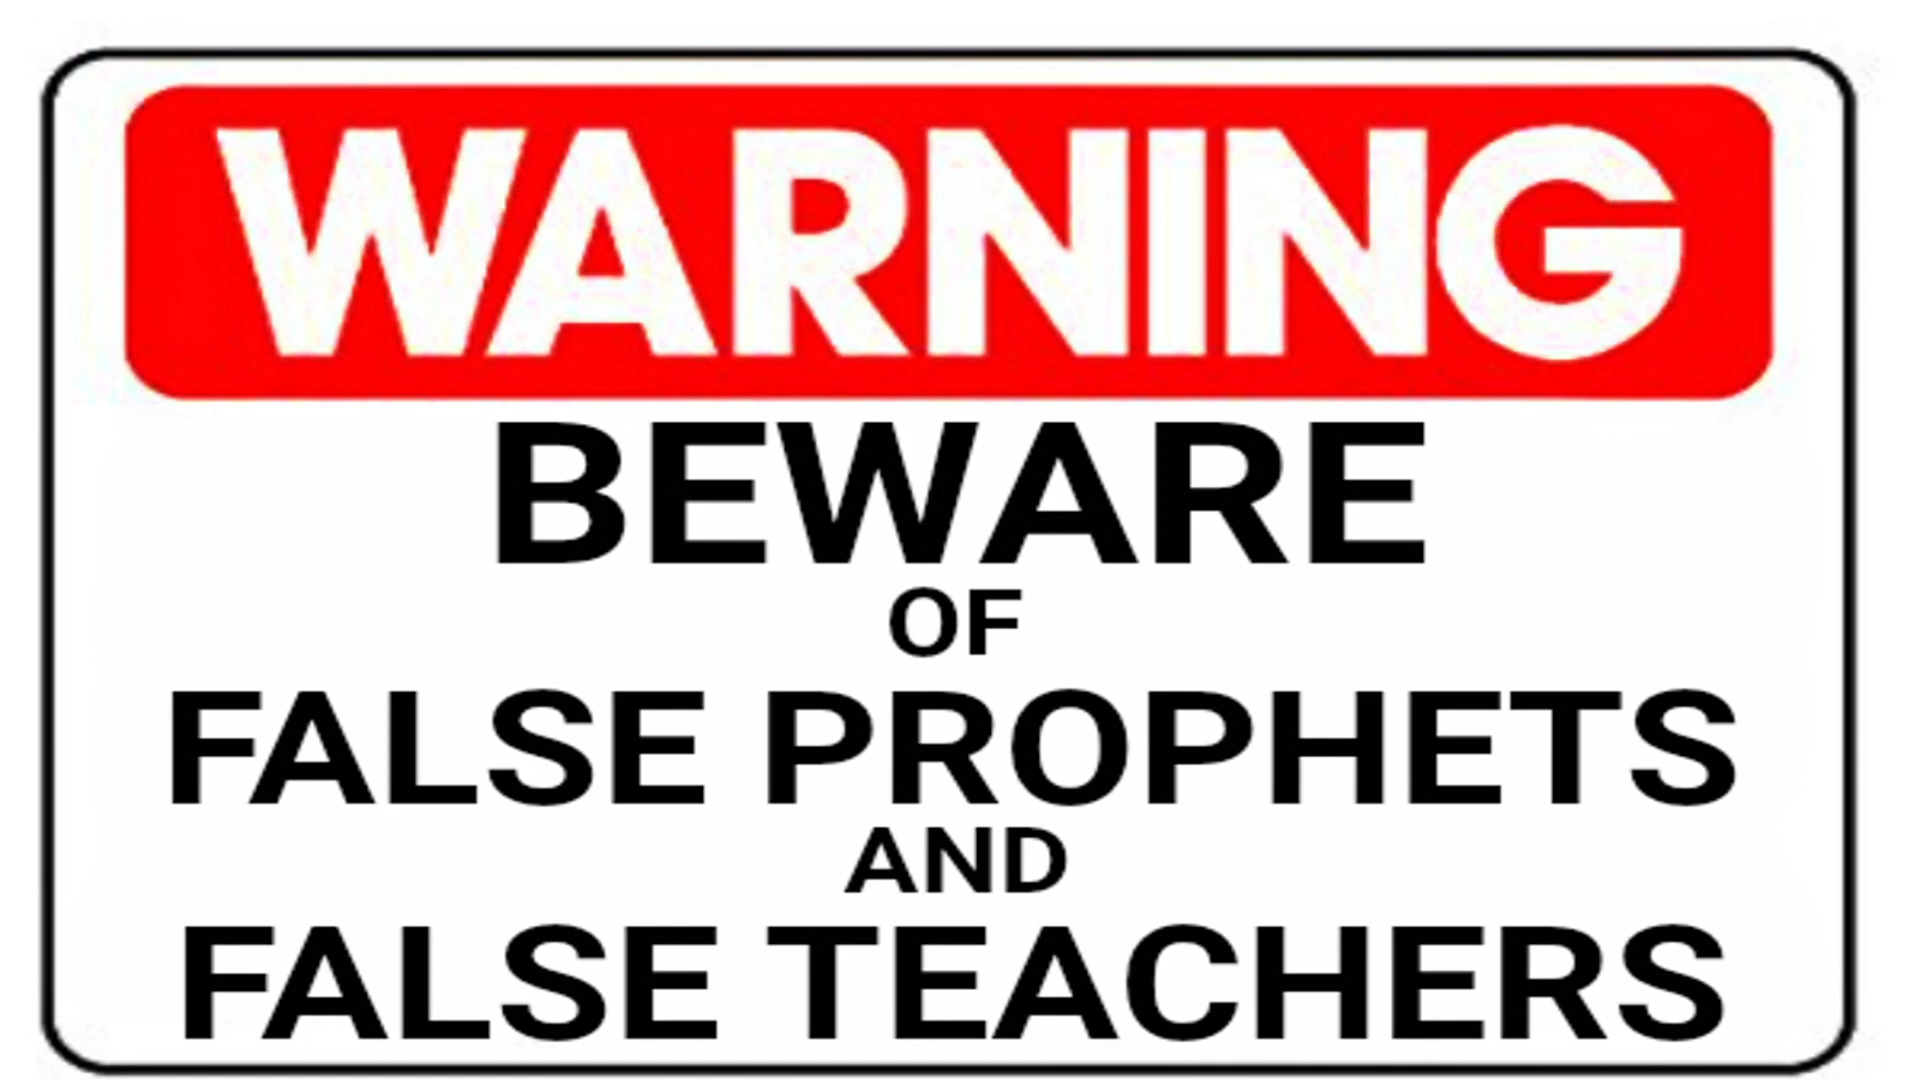 WARNING
BEWARE
OF
FALSE PROPHETS
AND
FALSE TEACHERS